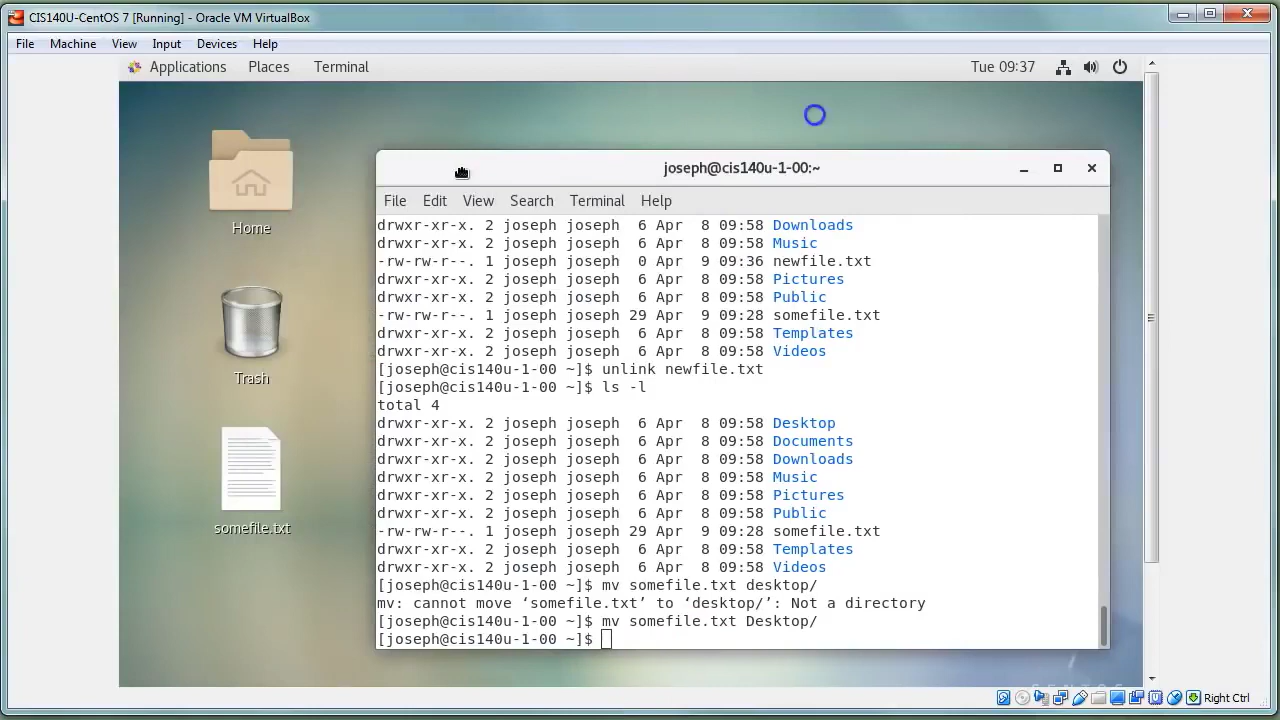 CIS140U-CentOS 7 [Running] - Oracle VM VirtualBox
File Machine View Input Devices Help
Applications Places Terminal Tue 09:37
joseph@cis140u-1-00:~
File Edit View Search Terminal Help
drwxr-xr-x. 2 joseph joseph  6 Apr  8 09:58 Downloads
drwxr-xr-x. 2 joseph joseph  6 Apr  8 09:58 Music
-rw-rw-r--. 1 joseph joseph  0 Apr  9 09:36 newfile.txt
drwxr-xr-x. 2 joseph joseph  6 Apr  8 09:58 Pictures
drwxr-xr-x. 2 joseph joseph  6 Apr  8 09:58 Public
-rw-rw-r--. 1 joseph joseph 29 Apr  9 09:28 somefile.txt
drwxr-xr-x. 2 joseph joseph  6 Apr  8 09:58 Templates
drwxr-xr-x. 2 joseph joseph  6 Apr  8 09:58 Videos
[joseph@cis140u-1-00 ~]$ unlink newfile.txt
[joseph@cis140u-1-00 ~]$ ls -l
total 4
drwxr-xr-x. 2 joseph joseph  6 Apr  8 09:58 Desktop
drwxr-xr-x. 2 joseph joseph  6 Apr  8 09:58 Documents
drwxr-xr-x. 2 joseph joseph  6 Apr  8 09:58 Downloads
drwxr-xr-x. 2 joseph joseph  6 Apr  8 09:58 Music
drwxr-xr-x. 2 joseph joseph  6 Apr  8 09:58 Pictures
drwxr-xr-x. 2 joseph joseph  6 Apr  8 09:58 Public
-rw-rw-r--. 1 joseph joseph 29 Apr  9 09:28 somefile.txt
drwxr-xr-x. 2 joseph joseph  6 Apr  8 09:58 Templates
drwxr-xr-x. 2 joseph joseph  6 Apr  8 09:58 Videos
[joseph@cis140u-1-00 ~]$ mv somefile.txt desktop/
mv: cannot move ‘somefile.txt’ to ‘desktop/’: Not a directory
[joseph@cis140u-1-00 ~]$ mv somefile.txt Desktop/
[joseph@cis140u-1-00 ~]$
Home
Trash
somefile.txt
Right Ctrl